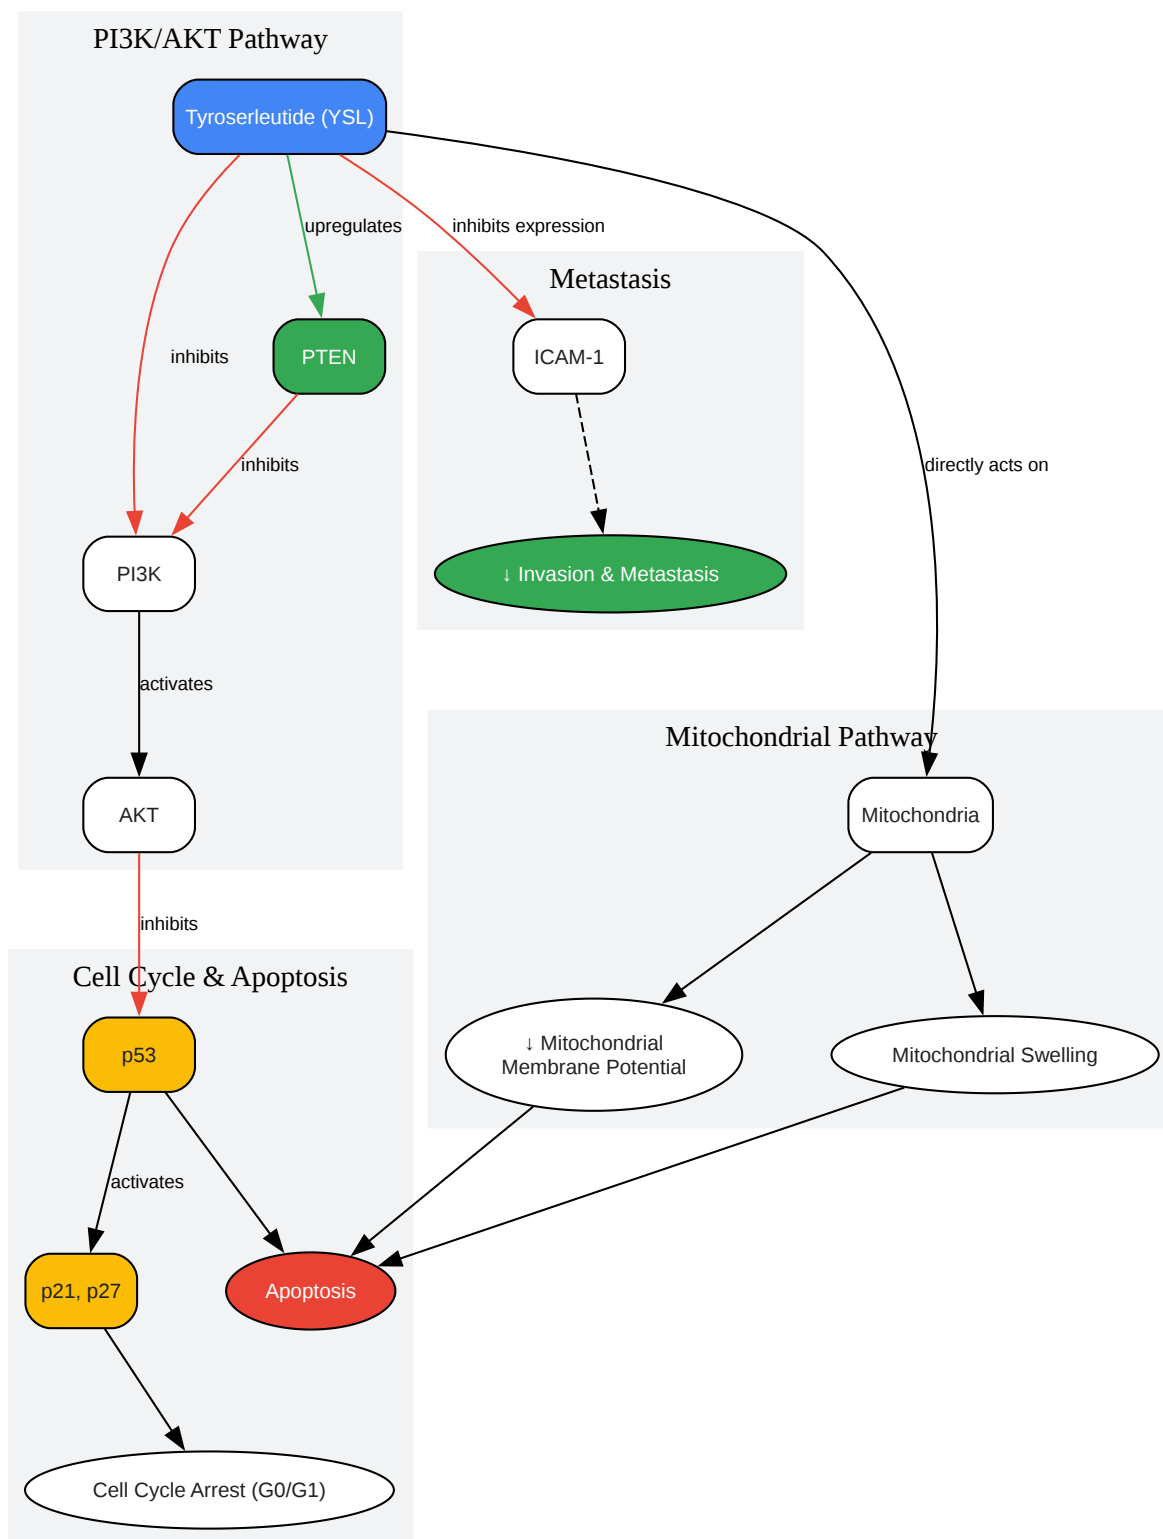 PI3K/AKT Pathway
Tyroserleutide (YSL)
upregulates
inhibits expression
Metastasis
inhibits
PTEN
ICAM-1
inhibits
directly acts on
PI3K
↓ Invasion & Metastasis
activates
Mitochondrial Pathway
AKT
Mitochondria
inhibits
Cell Cycle & Apoptosis
p53
↓ Mitochondrial
Membrane Potential
Mitochondrial Swelling
activates
p21, p27
Apoptosis
Cell Cycle Arrest (G0/G1)